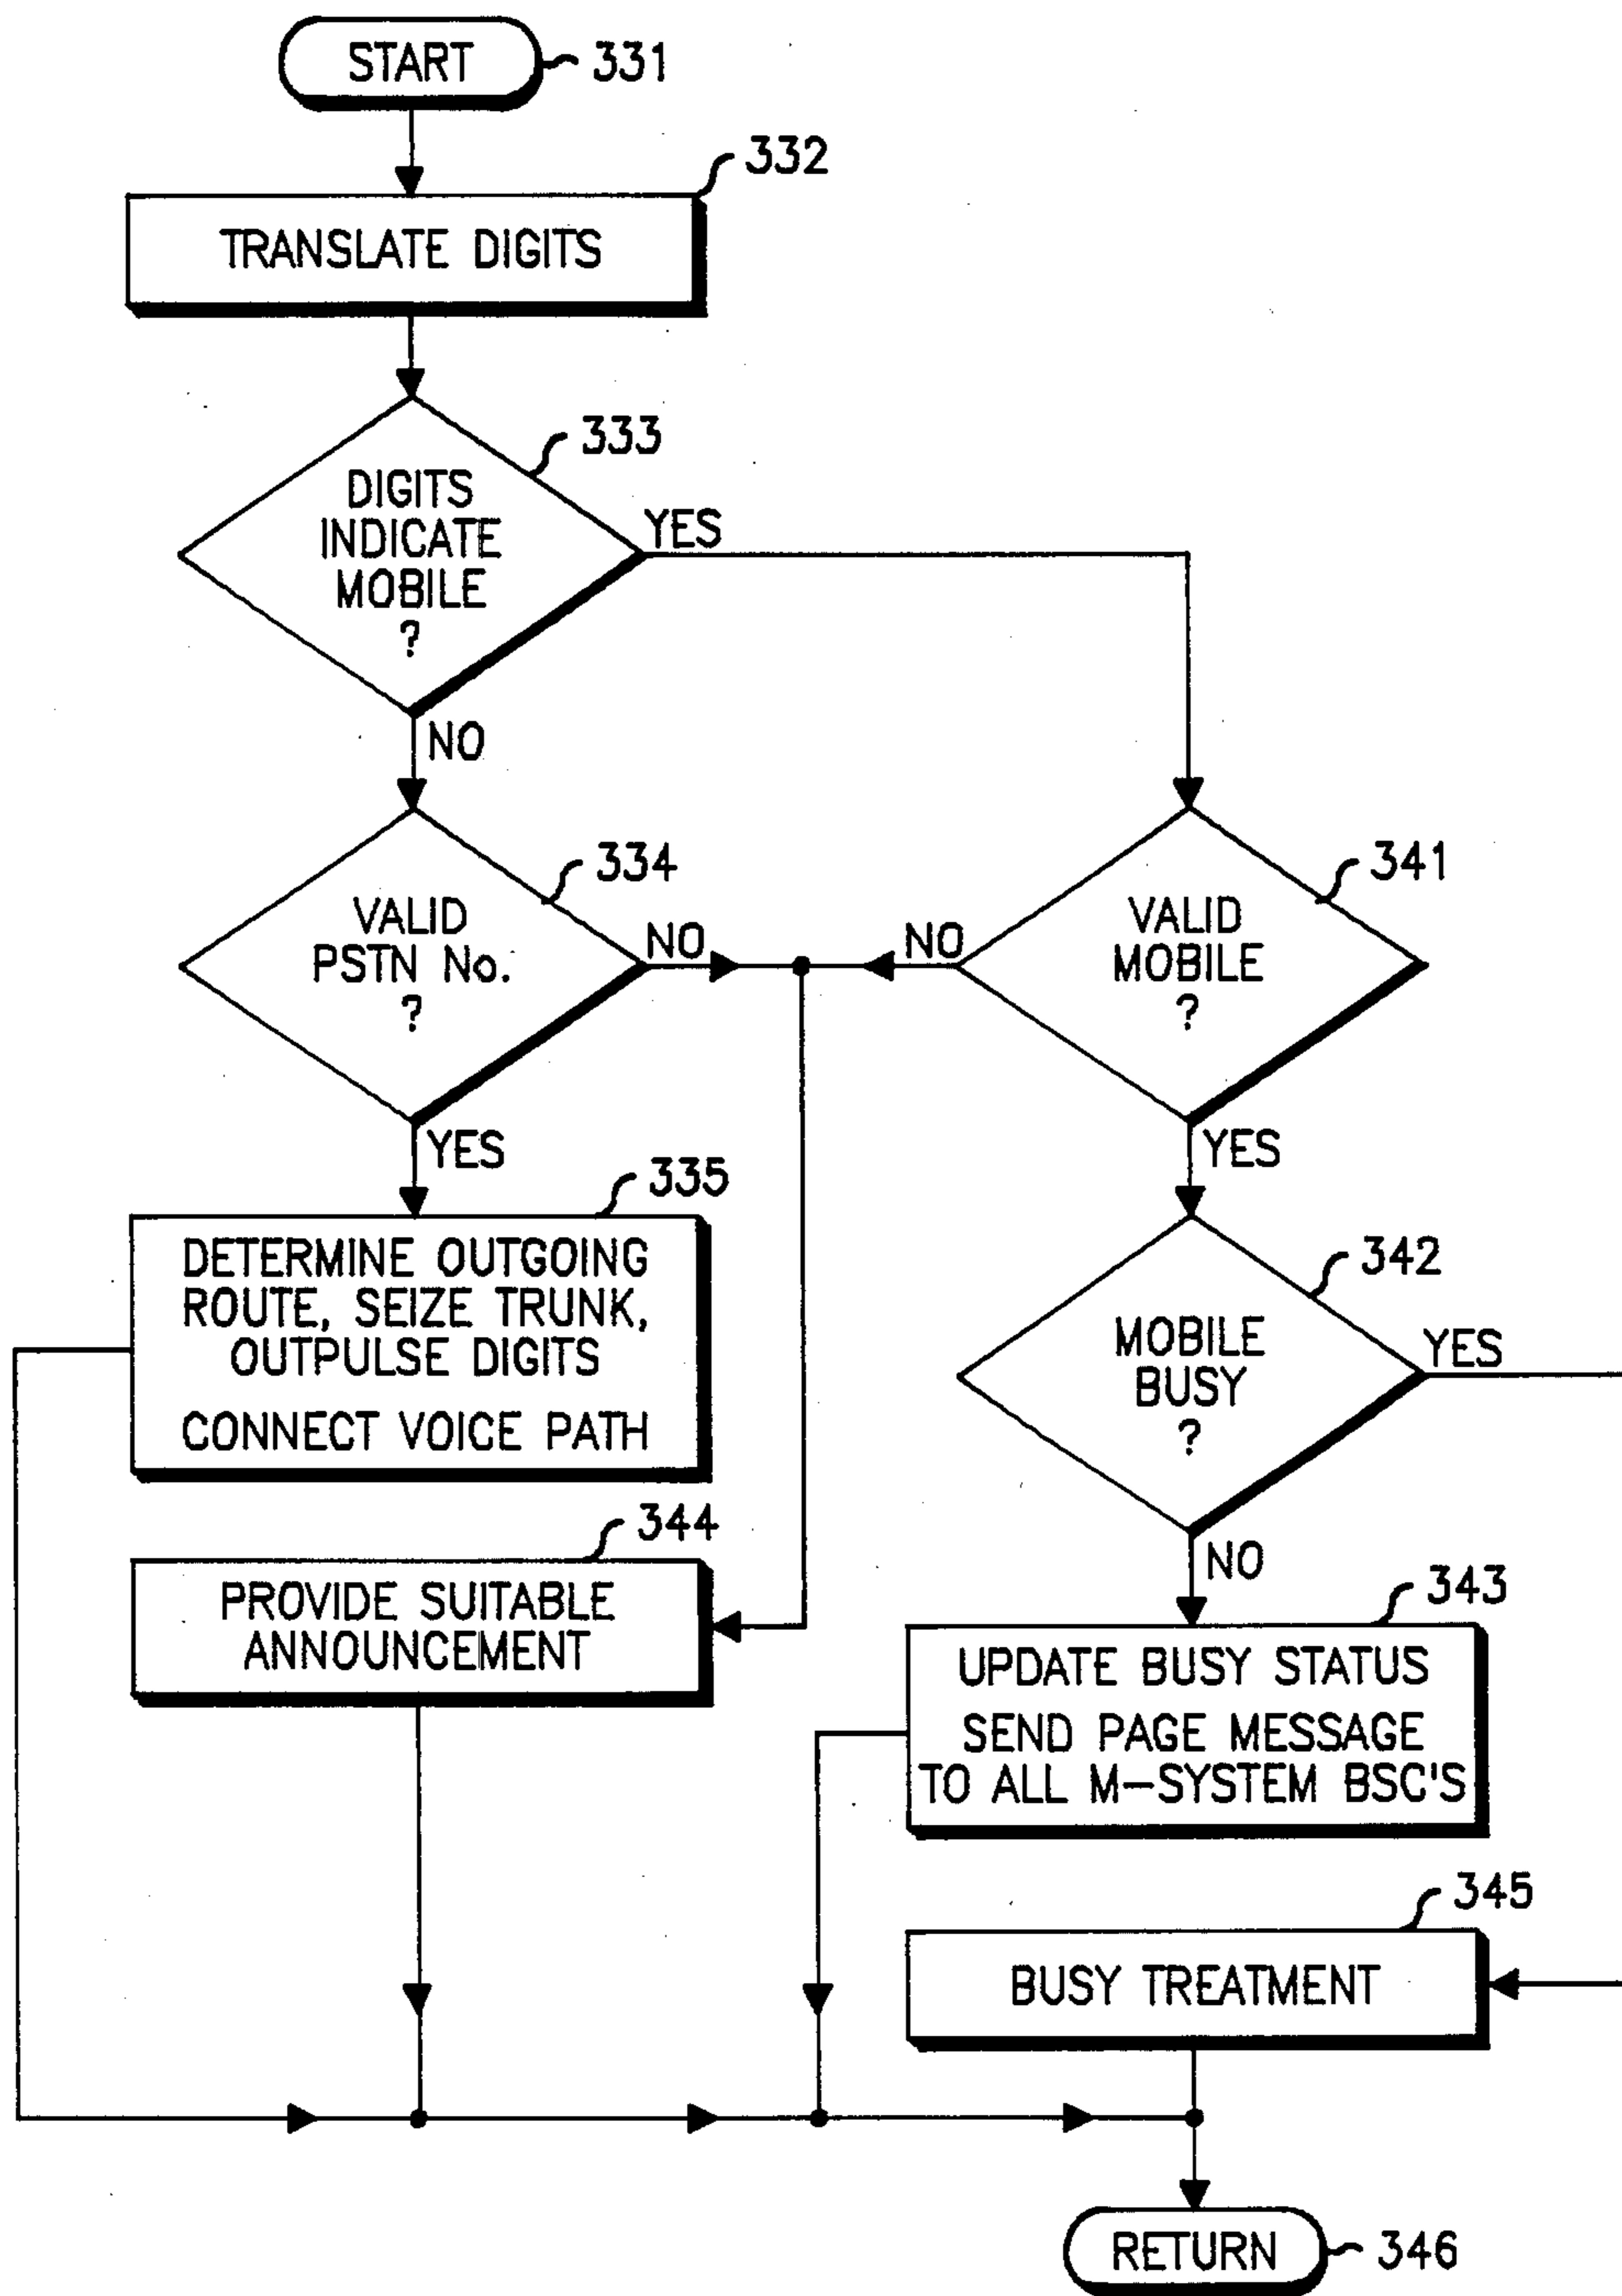 START
331
332
TRANSLATE DIGITS
333
DIGITS
INDICATE
MOBILE
?
YES
NO
334
VALID
PSTN No.
?
NO
YES
341
VALID
MOBILE
?
NO
YES
335
DETERMINE OUTGOING
ROUTE, SEIZE TRUNK,
OUTPULSE DIGITS
CONNECT VOICE PATH
342
MOBILE
BUSY
?
YES
NO
344
PROVIDE SUITABLE
ANNOUNCEMENT
343
UPDATE BUSY STATUS
SEND PAGE MESSAGE
TO ALL M-SYSTEM BSC'S
345
BUSY TREATMENT
RETURN
346